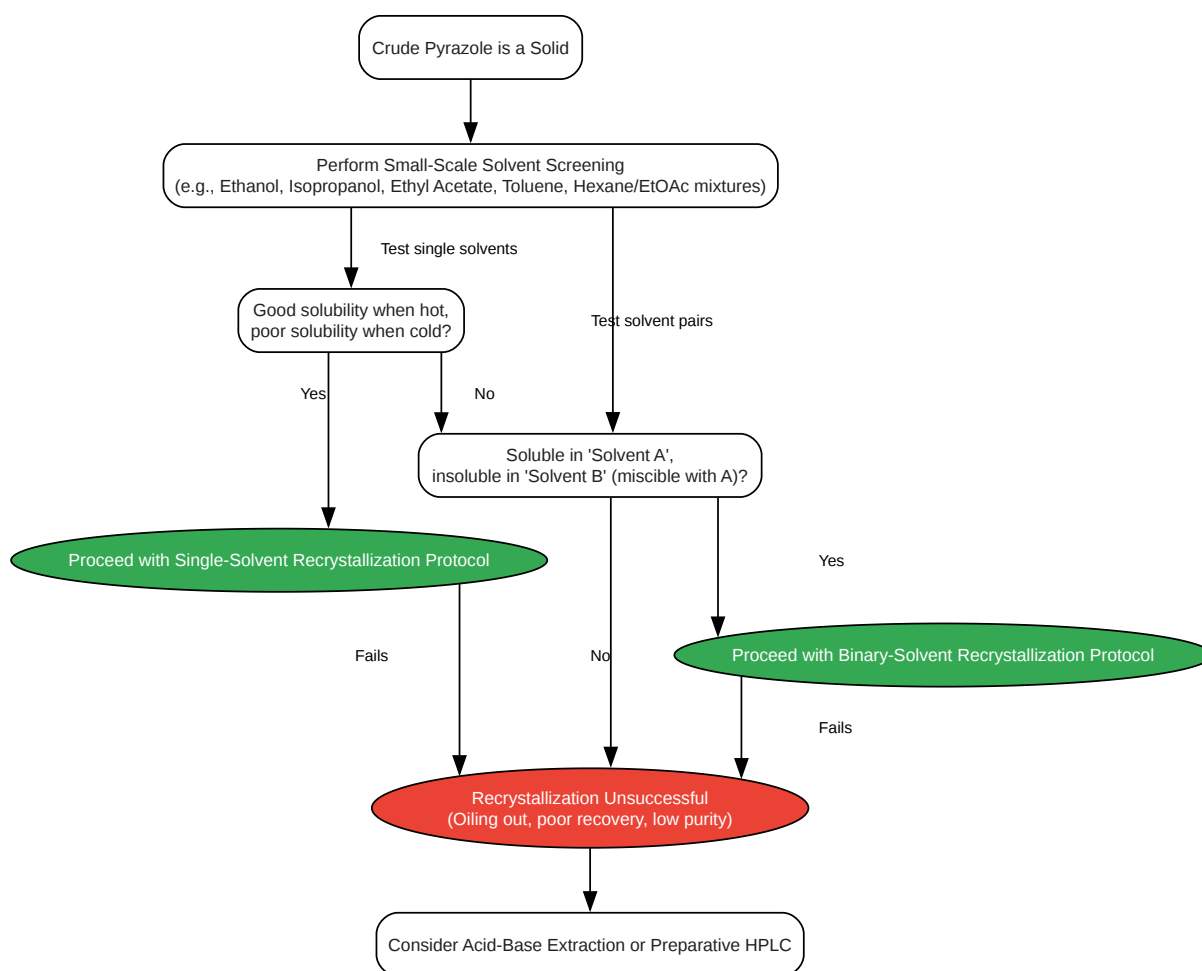 Crude Pyrazole is a Solid
Perform Small-Scale Solvent Screening
(e.g., Ethanol, Isopropanol, Ethyl Acetate, Toluene, Hexane/EtOAc mixtures)
Test single solvents
Good solubility when hot,
poor solubility when cold?
Test solvent pairs
Yes
No
Soluble in 'Solvent A',
insoluble in 'Solvent B' (miscible with A)?
Proceed with Single-Solvent Recrystallization Protocol
Yes
Fails
No
Proceed with Binary-Solvent Recrystallization Protocol
Fails
Recrystallization Unsuccessful
(Oiling out, poor recovery, low purity)
Consider Acid-Base Extraction or Preparative HPLC